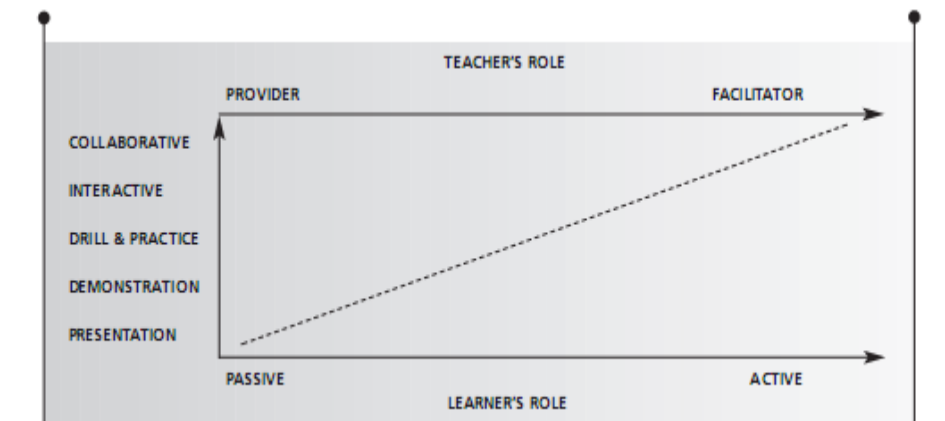 TEACHER'S ROLE
PROVIDER FACILITATOR
COLLABORATIVE
INTERACTIVE
DRILL & PRACTICE
DEMONSTRATION
PRESENTATION
PASSIVE ACTIVE
LEARNER'S ROLE